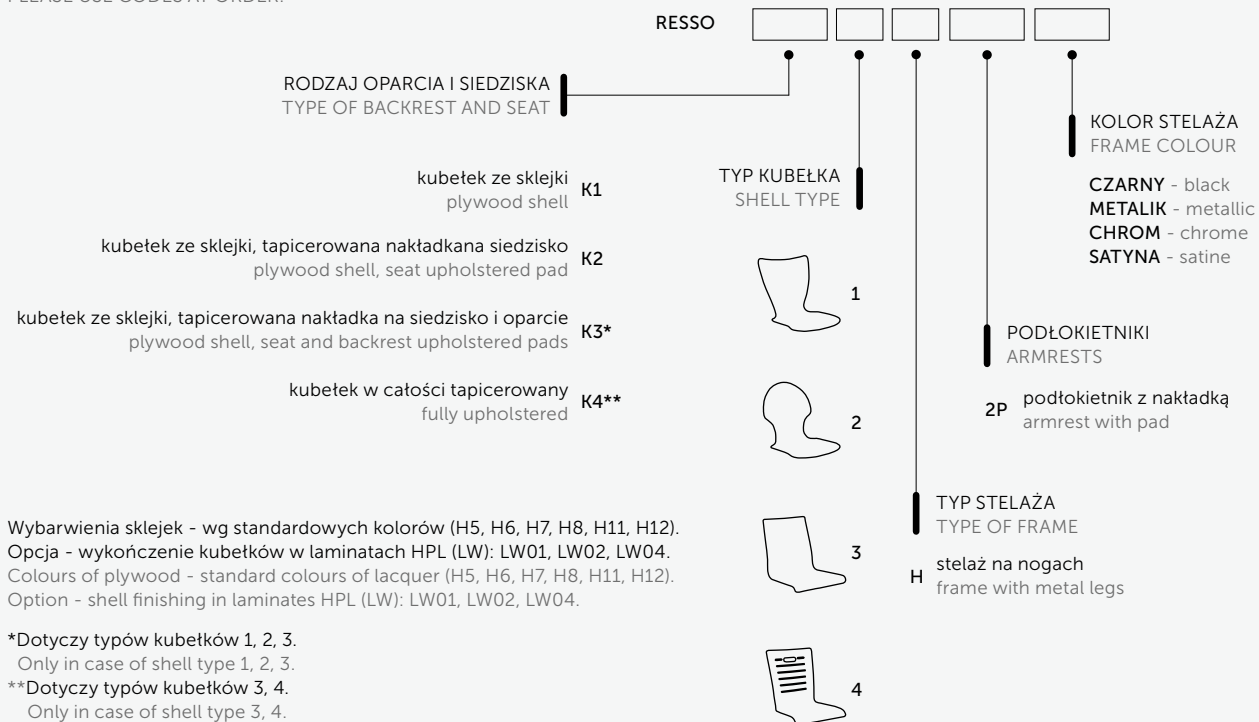 PLEASE USE CODES AT ORDER.
RESSO
RODZAJ OPARCIA I SIEDZISKA
TYPE OF BACKREST AND SEAT
kubełek ze sklejki
plywood shell
K1
kubełek ze sklejki, tapicerowana nakładkana siedzisko
plywood shell, seat upholstered pad
K2
kubełek ze sklejki, tapicerowana nakładka na siedzisko i oparcie
plywood shell, seat and backrest upholstered pads
K3*
kubełek w całości tapicerowany
fully upholstered
K4**
TYP KUBEŁKA
SHELL TYPE
1
2
3
4
TYP STELAŻA
TYPE OF FRAME
H
stelaż na nogach
frame with metal legs
PODŁOKIETNIKI
ARMRESTS
2P
podłokietnik z nakładką
armrest with pad
KOLOR STELAŻA
FRAME COLOUR
CZARNY - black
METALIK - metallic
CHROM - chrome
SATYNA - satine
Wybarwienia sklejek - wg standardowych kolorów (H5, H6, H7, H8, H11, H12).
Opcja - wykończenie kubełków w laminatach HPL (LW): LW01, LW02, LW04.
Colours of plywood - standard colours of lacquer (H5, H6, H7, H8, H11, H12).
Option - shell finishing in laminates HPL (LW): LW01, LW02, LW04.
*Dotyczy typów kubełków 1, 2, 3.
Only in case of shell type 1, 2, 3.
**Dotyczy typów kubełków 3, 4.
Only in case of shell type 3, 4.